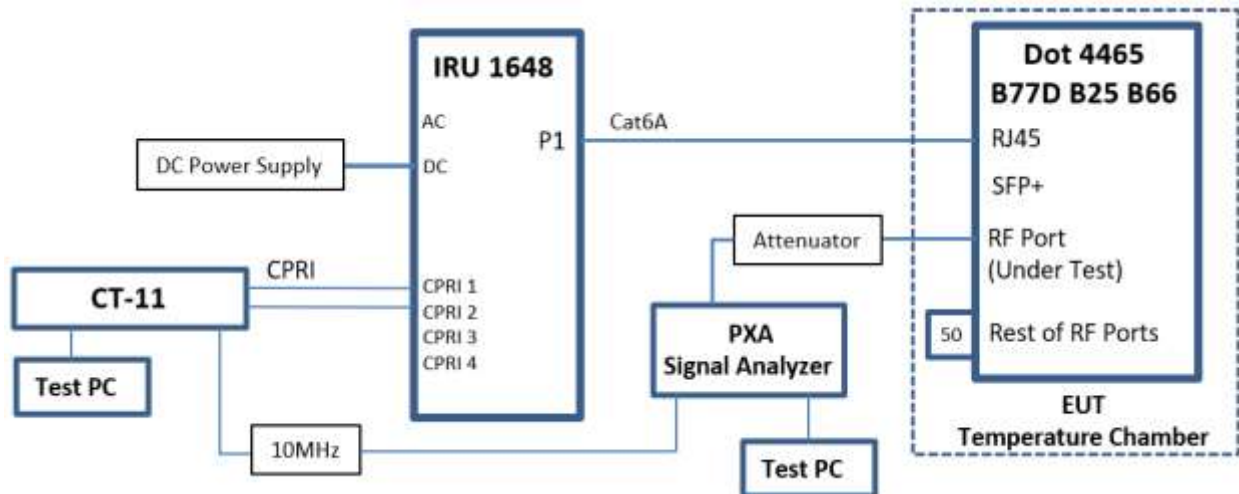 IRU 1648
AC
P1
DC
DC Power Supply
Cat6A
Dot 4465
B77D B25 B66
RJ45
SFP+
RF Port
(Under Test)
Attenuator
50
Rest of RF Ports
CPRI
CT-11
CPRI 1
CPRI 2
CPRI 3
CPRI 4
Test PC
10MHz
PXA
Signal Analyzer
Test PC
EUT
Temperature Chamber